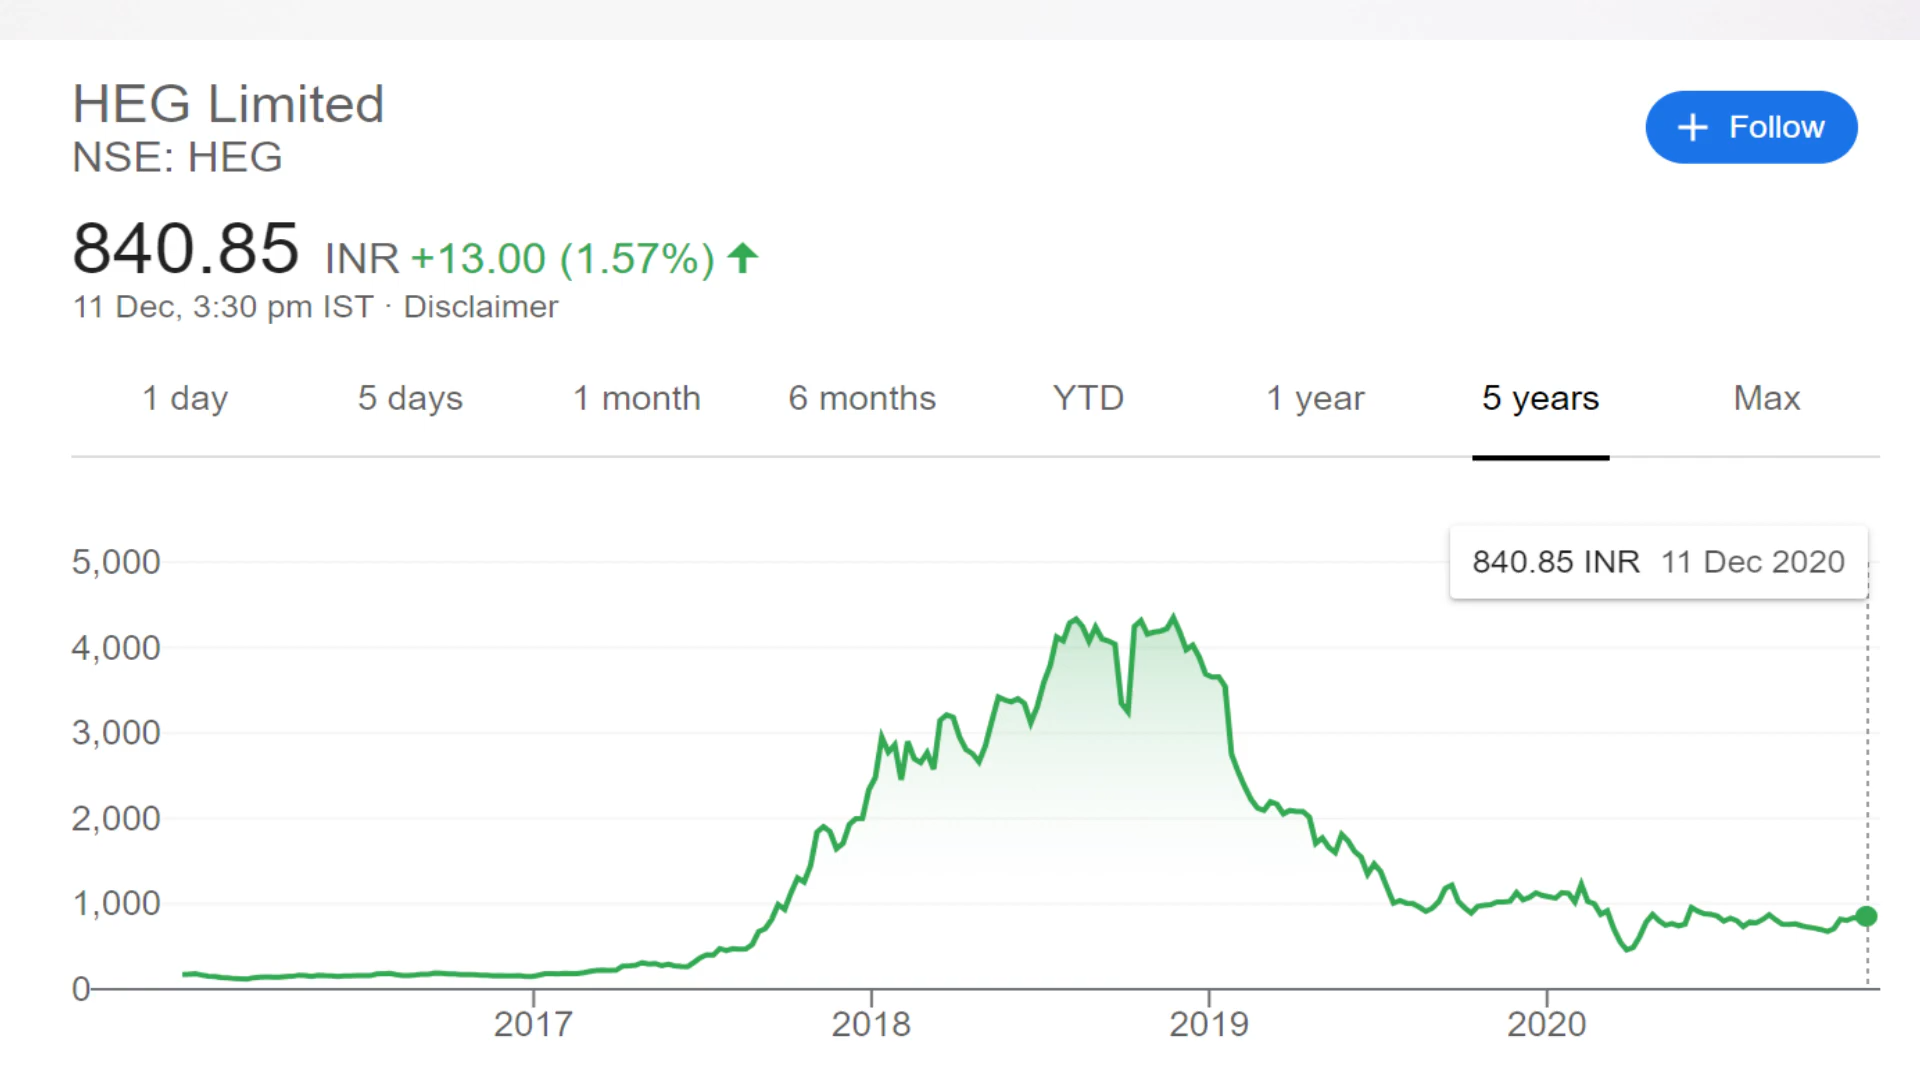 HEG Limited
NSE: HEG
+ Follow
840.85 INR +13.00 (1.57%)
11 Dec, 3:30 pm IST · Disclaimer
1 day 5 days 1 month 6 months YTD 1 year 5 years Max
840.85 INR 11 Dec 2020
5,000
4,000
3,000
2,000
1,000
0
2017 2018 2019 2020